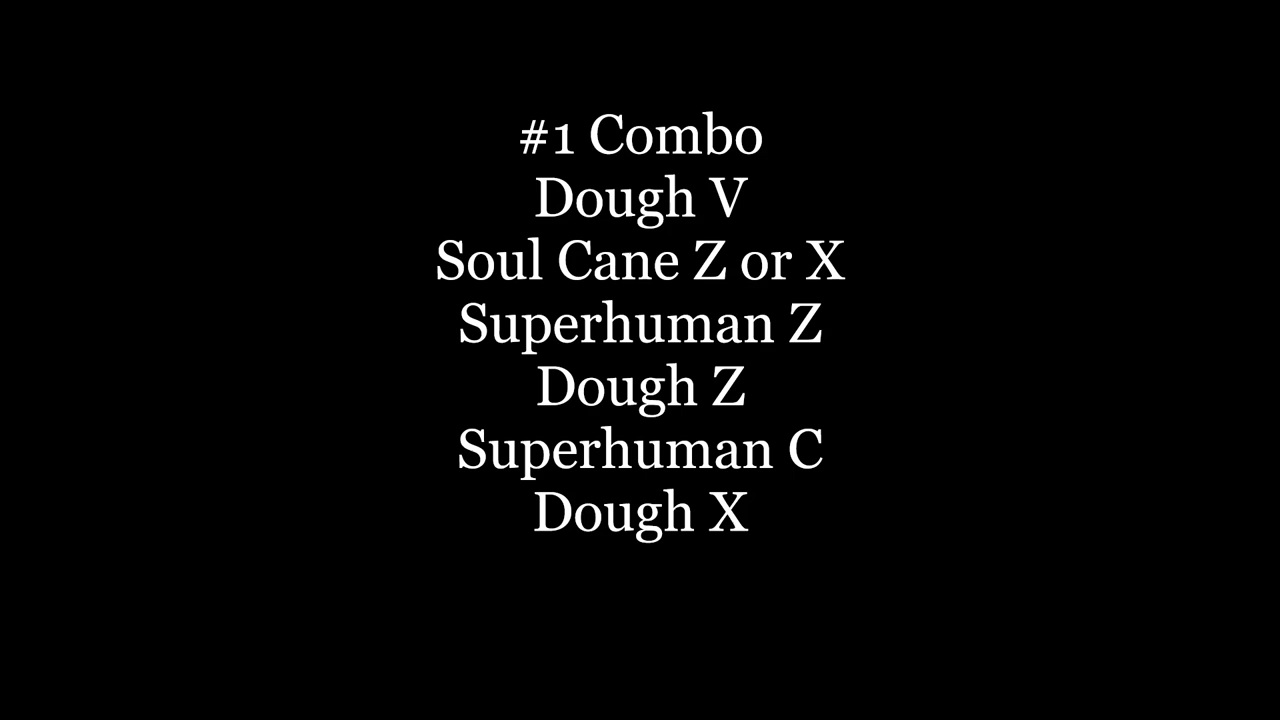 #1 Combo
Dough V
Soul Cane Z or X
Superhuman Z
Dough Z
Superhuman C
Dough X